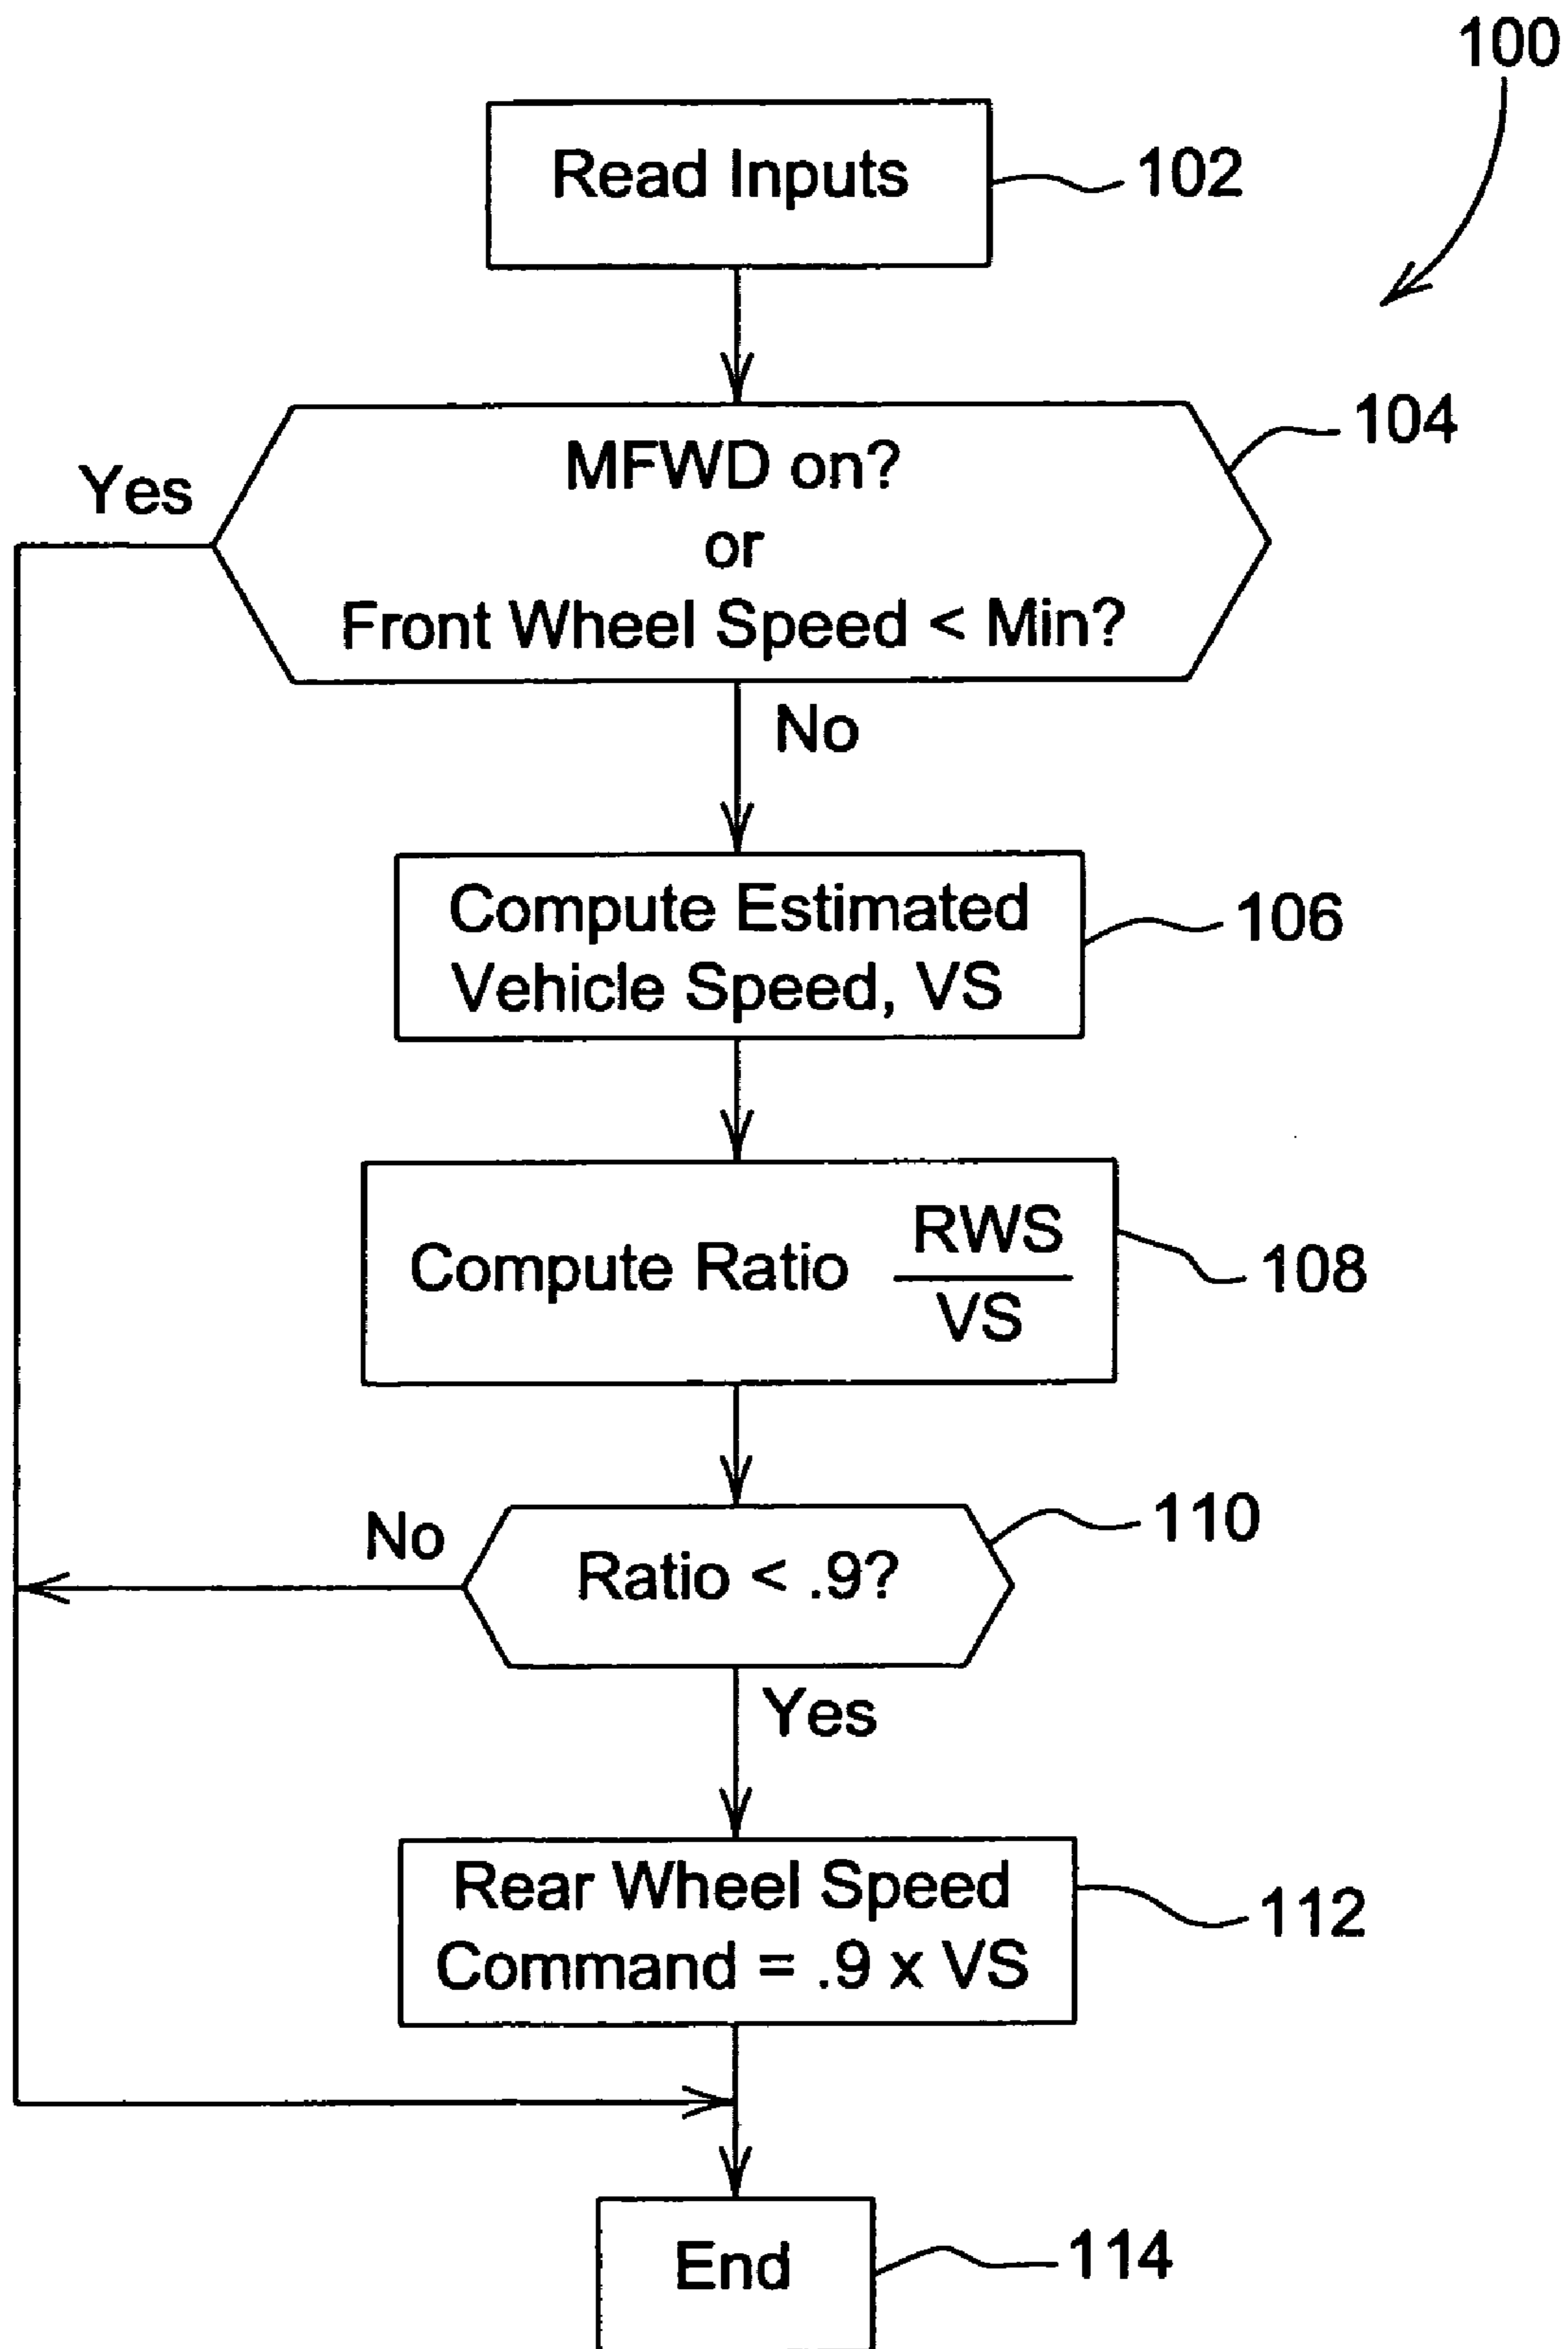 100
Read Inputs
102
MFWD on?
or
Front Wheel Speed < Min?
104
Yes
No
Compute Estimated
Vehicle Speed, VS
106
Compute Ratio RWS
VS
108
Ratio < .9?
110
No
Yes
Rear Wheel Speed
Command = .9 x VS
112
End
114